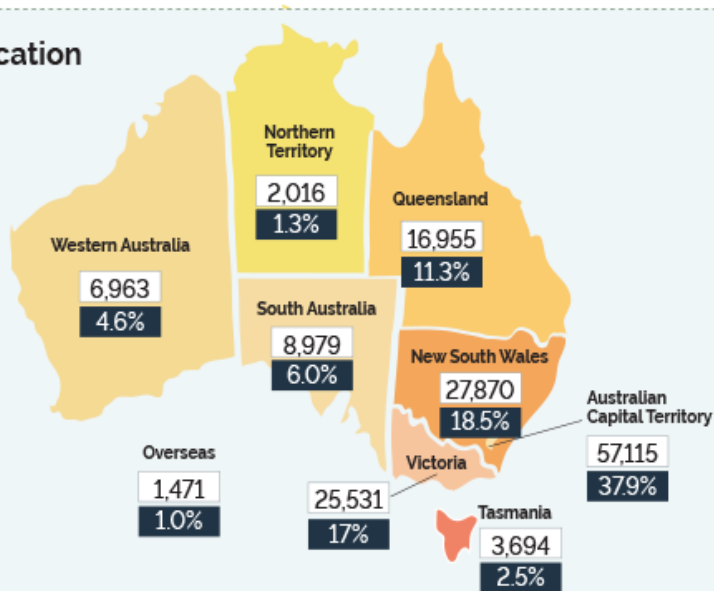 cation
Northern
Territory
2,016
1.3%
Queensland
16,955
11.3%
Western Australia
6,963
4.6%
South Australia
8,979
6.0%
New South Wales
27,870
18.5%
Australian
Capital Territory
57,115
37.9%
Overseas
1,471
1.0%
Victoria
25,531
17%
Tasmania
3,694
2.5%